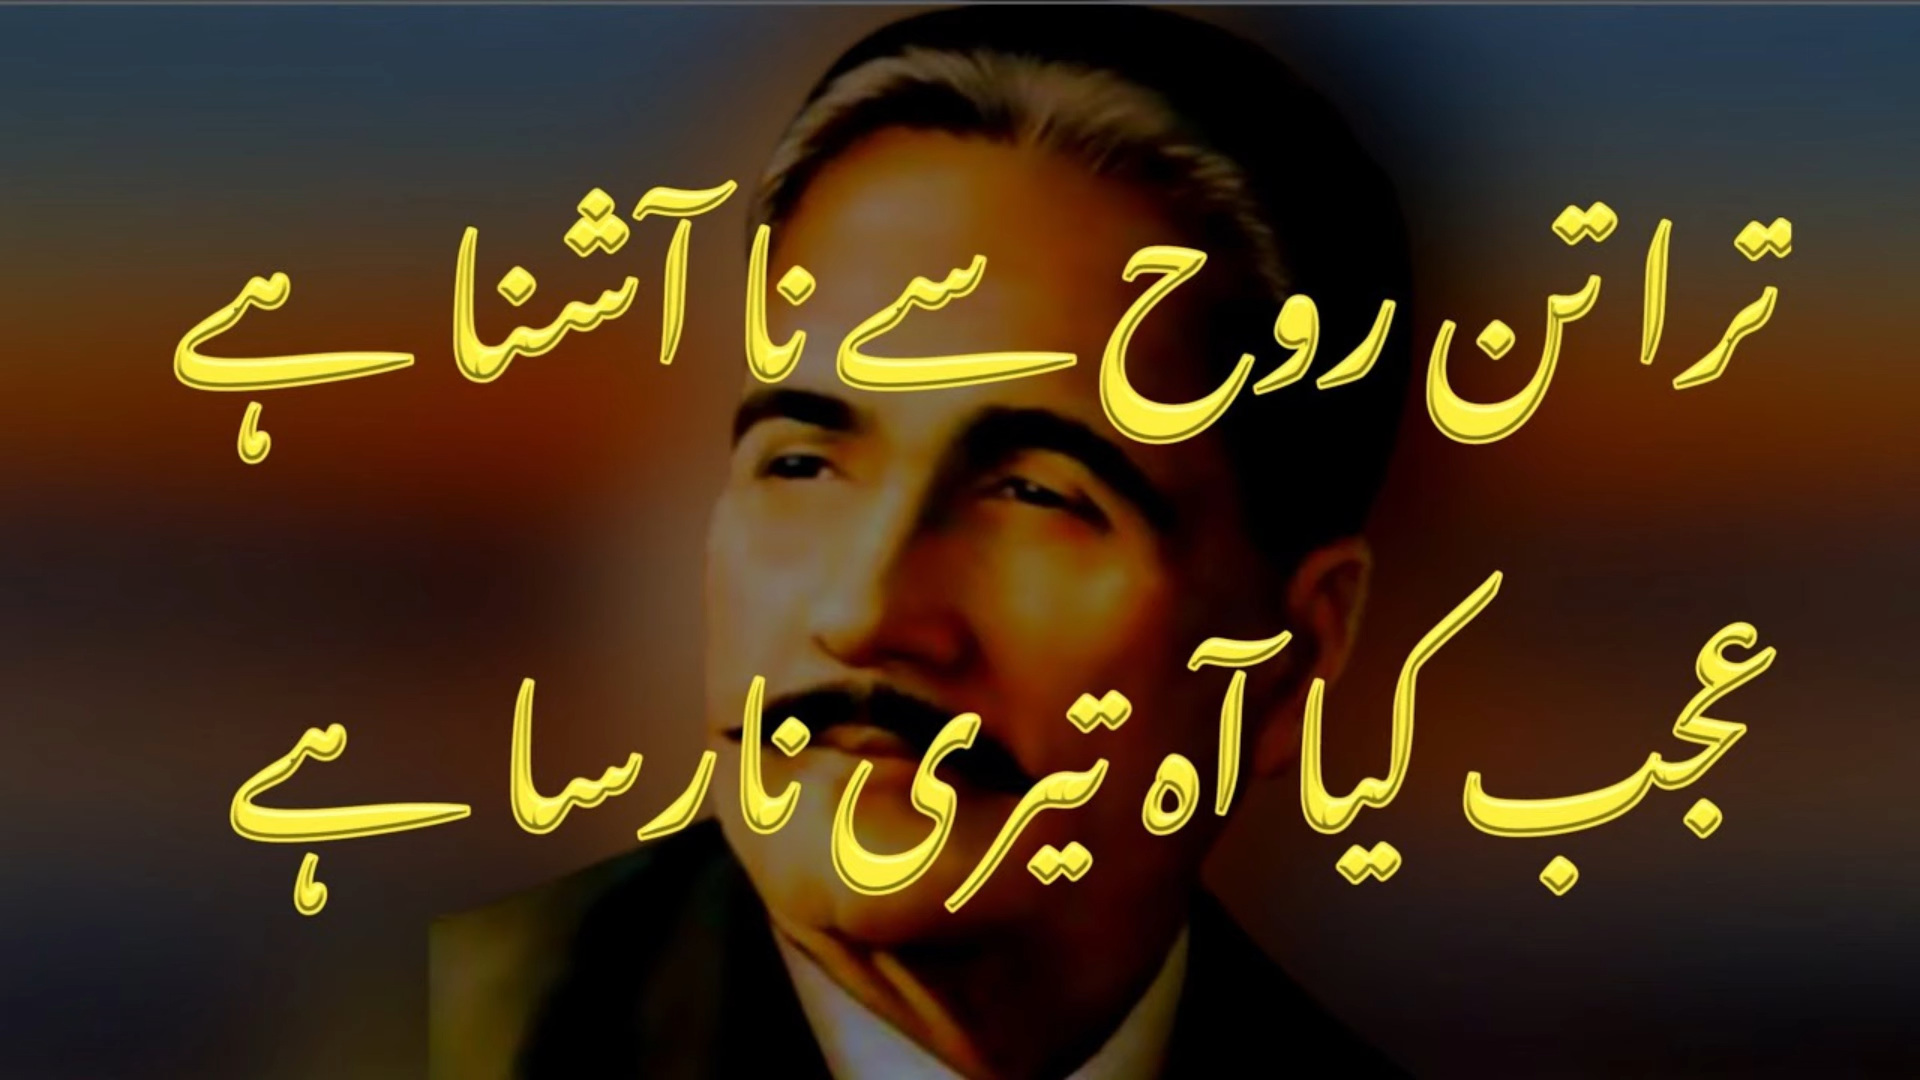 ترا تن روح سے نا آشنا ہے
عجب کیا آہ تیری نارسا ہے